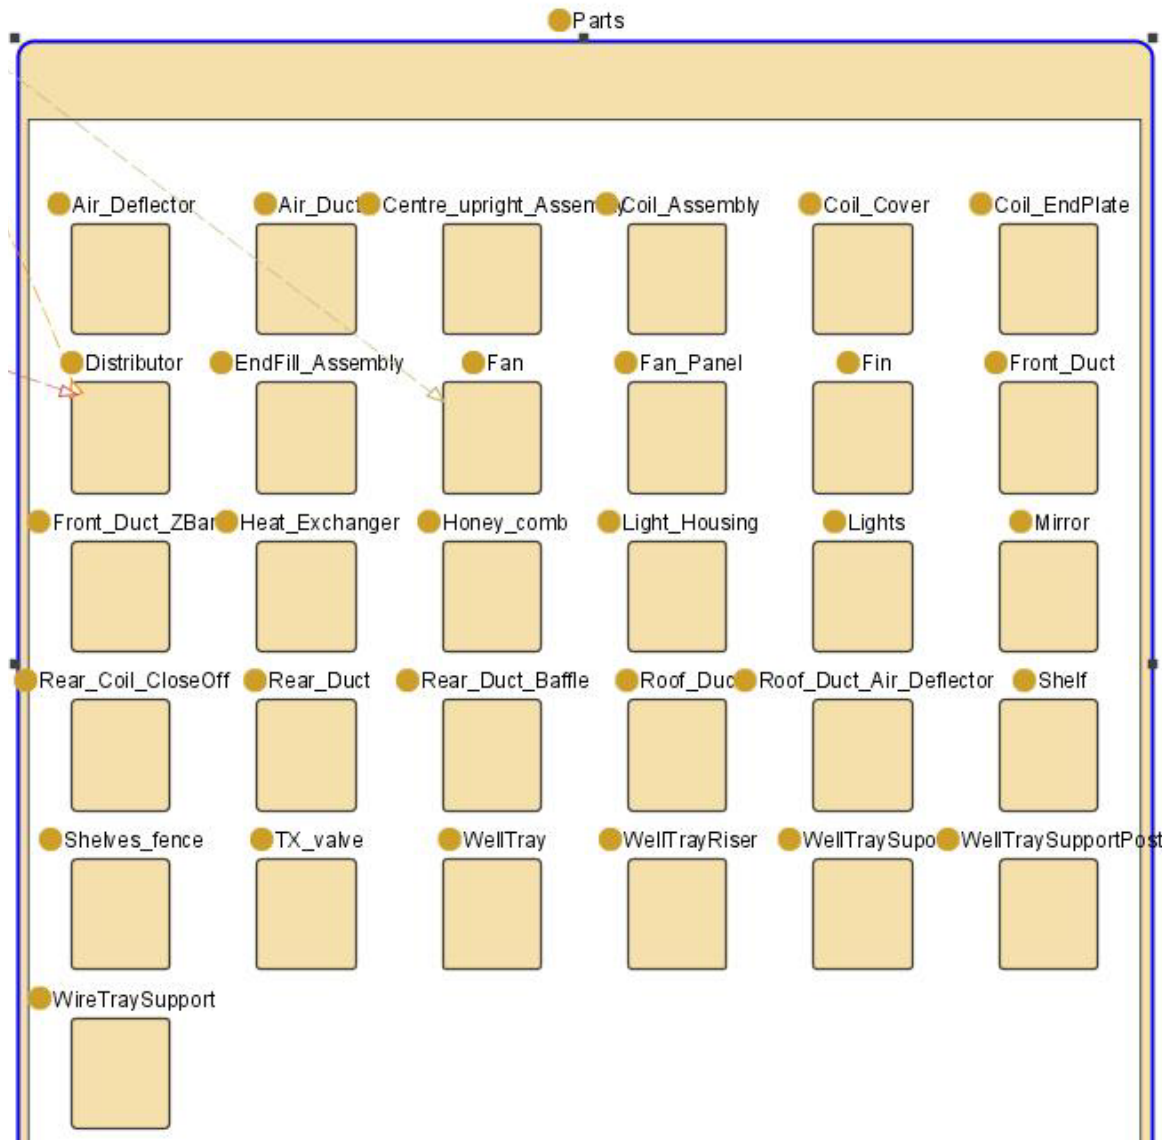 Parts
Air_Deflector Air_Duct Centre_upright_Assembly Coil_Assembly Coil_Cover Coil_EndPlate
Distributor EndFill_Assembly Fan Fan_Panel Fin Front_Duct
Front_Duct_ZBar Heat_Exchanger Honey_comb Light_Housing Lights Mirror
Rear_Coil_CloseOff Rear_Duct Rear_Duct_Baffle Roof_Duc Roof_Duct_Air_Deflector Shelf
Shelves_fence TX_valve WellTray WellTrayRiser WellTraySupo WellTraySupportPost
WireTraySupport